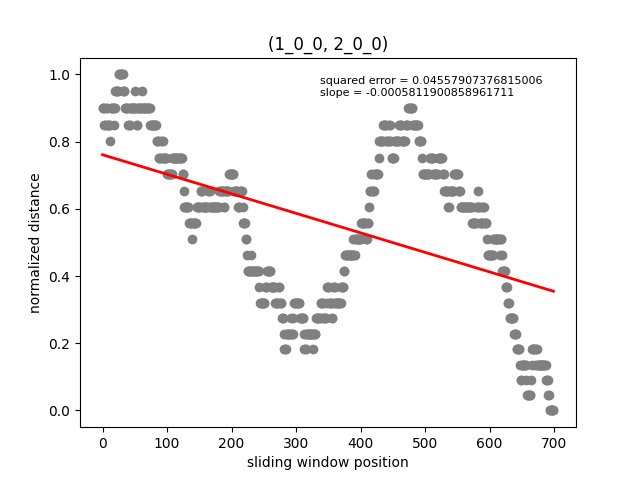 (1_0_0, 2_0_0)
squared error = 0.04557907376815006
slope = -0.0005811900858961711
normalized distance
1.0
0.8
0.6
0.4
0.2
0.0
0 100 200 300 400 500 600 700
sliding window position